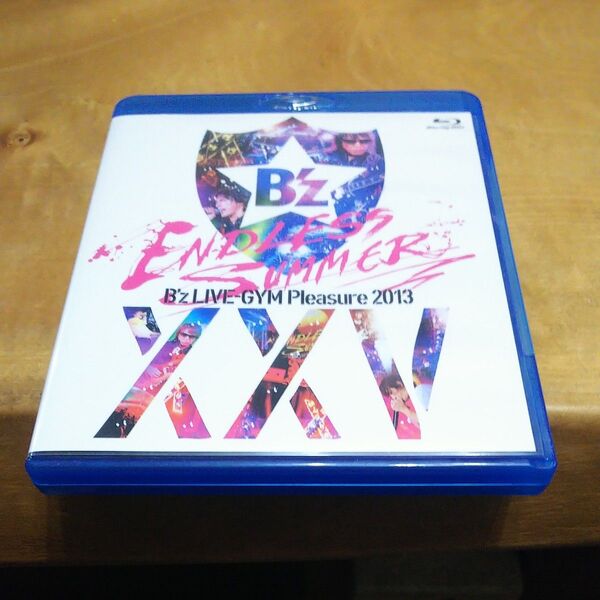 B'z
ENDLESS
SUMMER
B'z LIVE-GYM Pleasure 2013
XXV